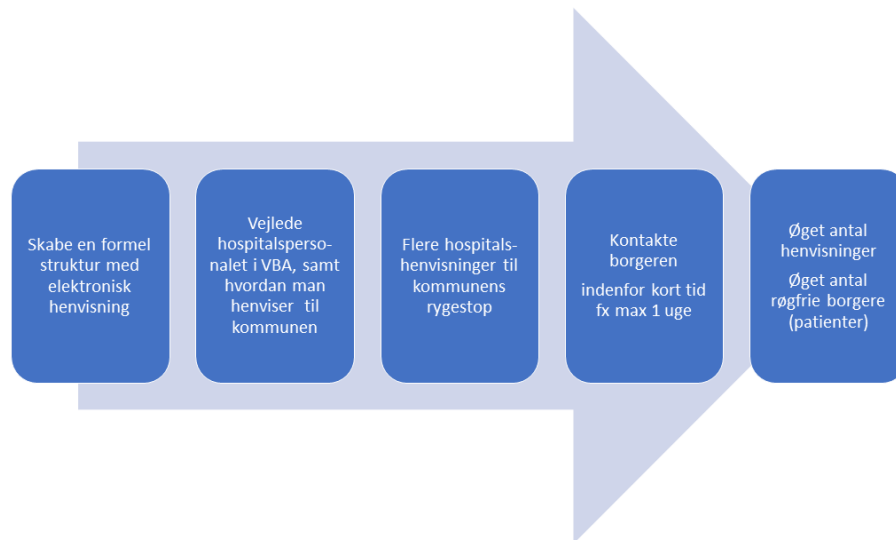 Skabe en formel
struktur med
elektronisk
henvisning
Vejlede
hospitalsperso-
nalet i VBA, samt
hvordan man
henviser til
kommunen
Flere hospitals-
henvisninger til
kommunens
rygestop
Kontakte
borgeren
indenfor kort tid
fx max 1 uge
Øget antal
henvisninger
Øget antal
røgfrie borgere
(patienter)